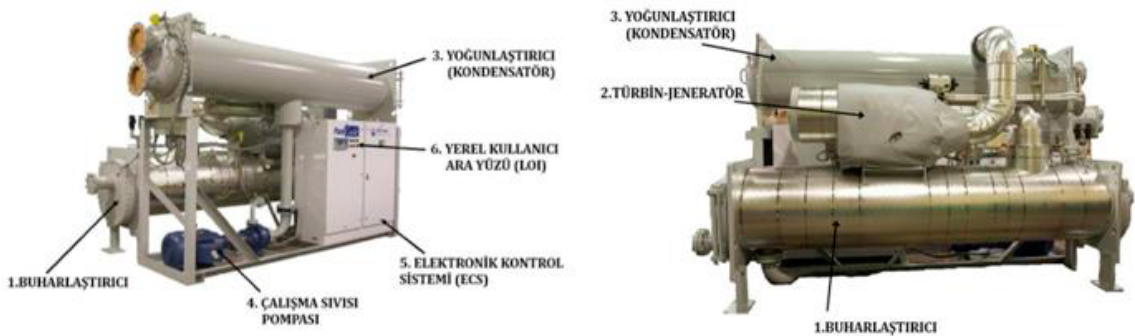 3. YOĞUNLAŞTIRICI
(KONDENSATÖR)
6. YEREL KULLANICI
ARA YÜZÜ (LOI)
5. ELEKTRONİK KONTROL
SİSTEMİ (ECS)
4. ÇALIŞMA SIVISI
POMPASI
1.BUHARLAŞTIRICI
3. YOĞUNLAŞTIRICI
(KONDENSATÖR)
2.TÜRBİN-JENERATÖR
1.BUHARLAŞTIRICI